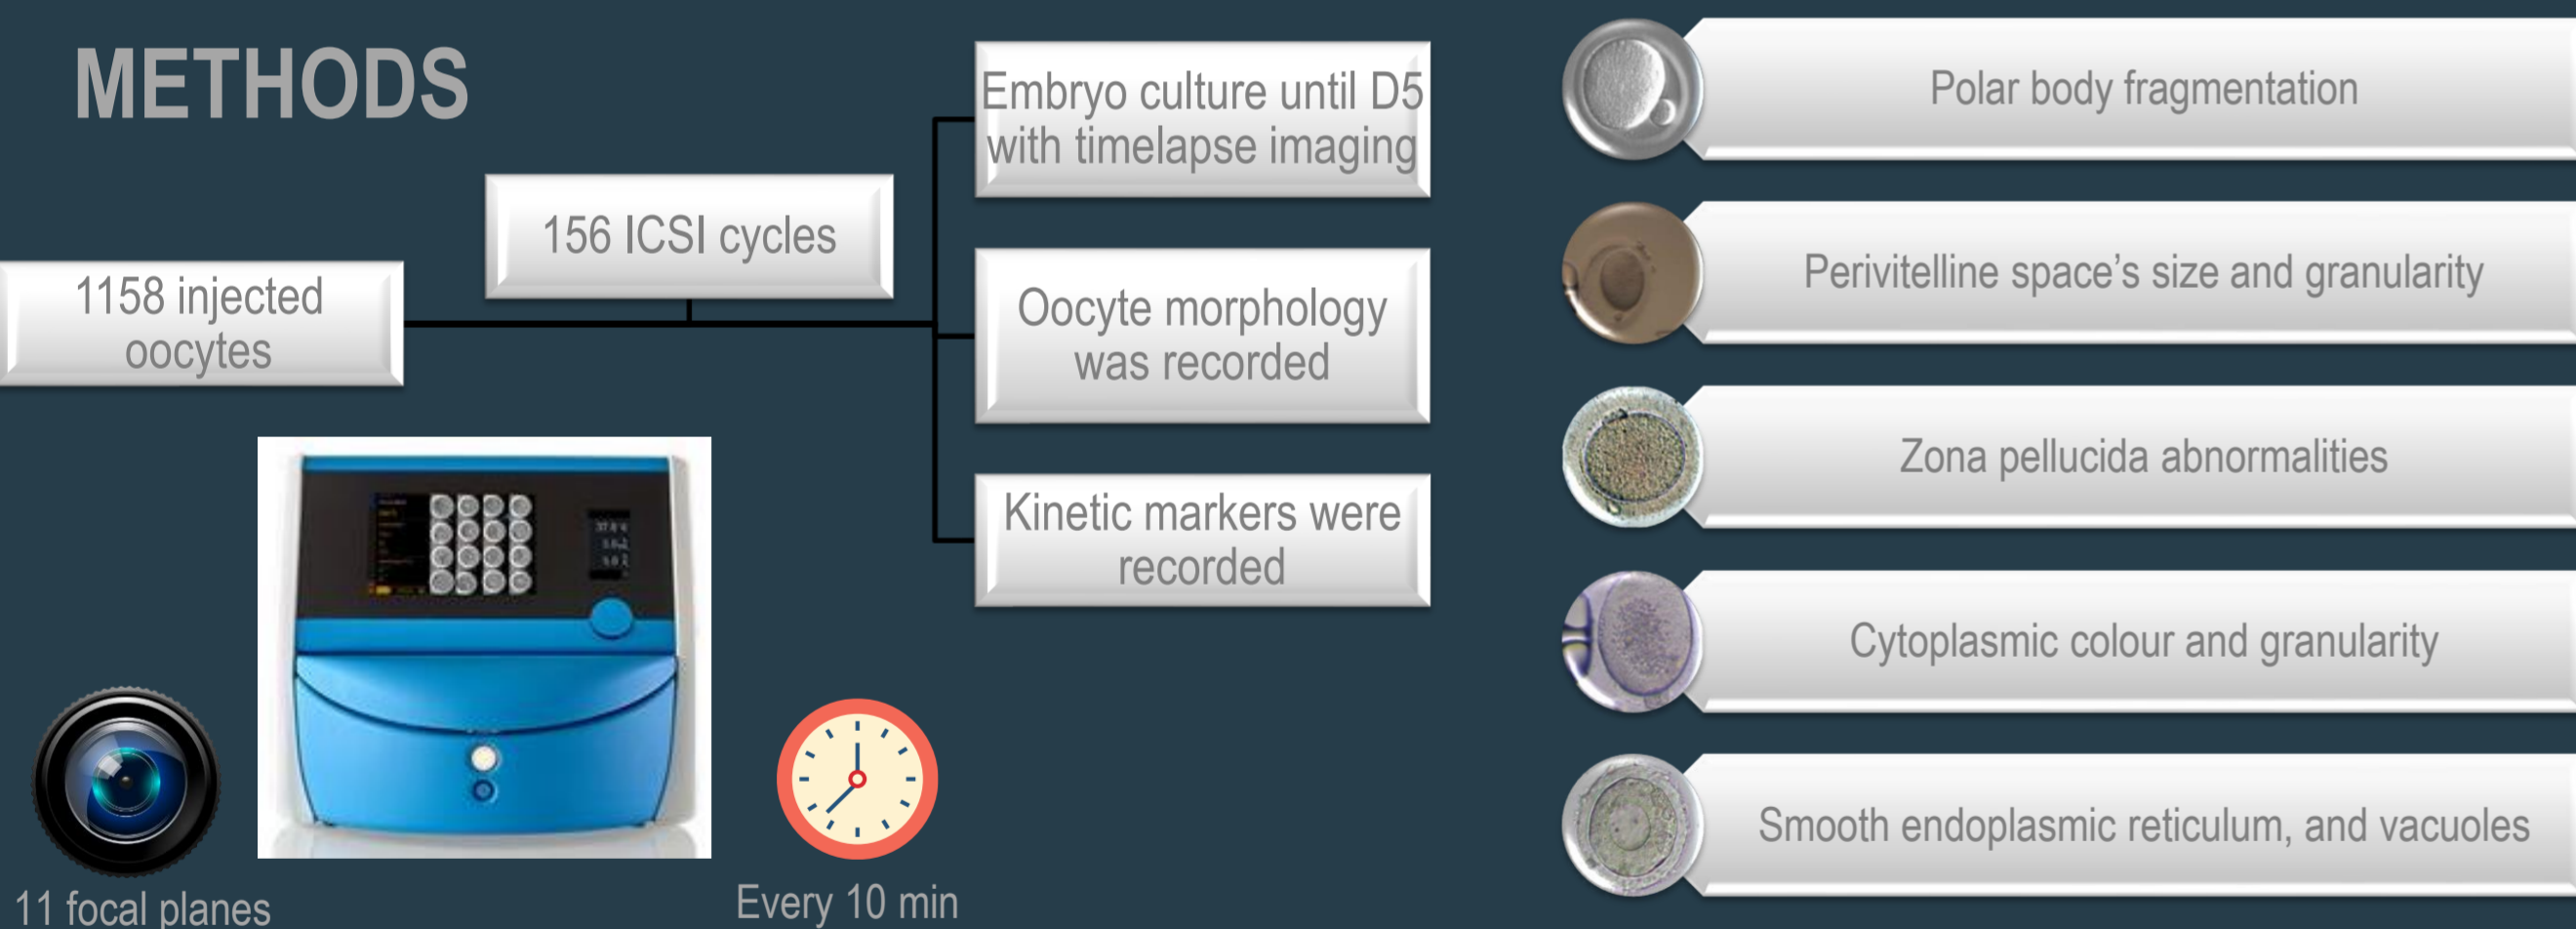 METHODS
1158 injected
oocytes
156 ICSI cycles
Embryo culture until D5
with timelapse imaging
Oocyte morphology
was recorded
Kinetic markers were
recorded
11 focal planes
Every 10 min
Polar body fragmentation
Perivitelline space’s size and granularity
Zona pellucida abnormalities
Cytoplasmic colour and granularity
Smooth endoplasmic reticulum, and vacuoles